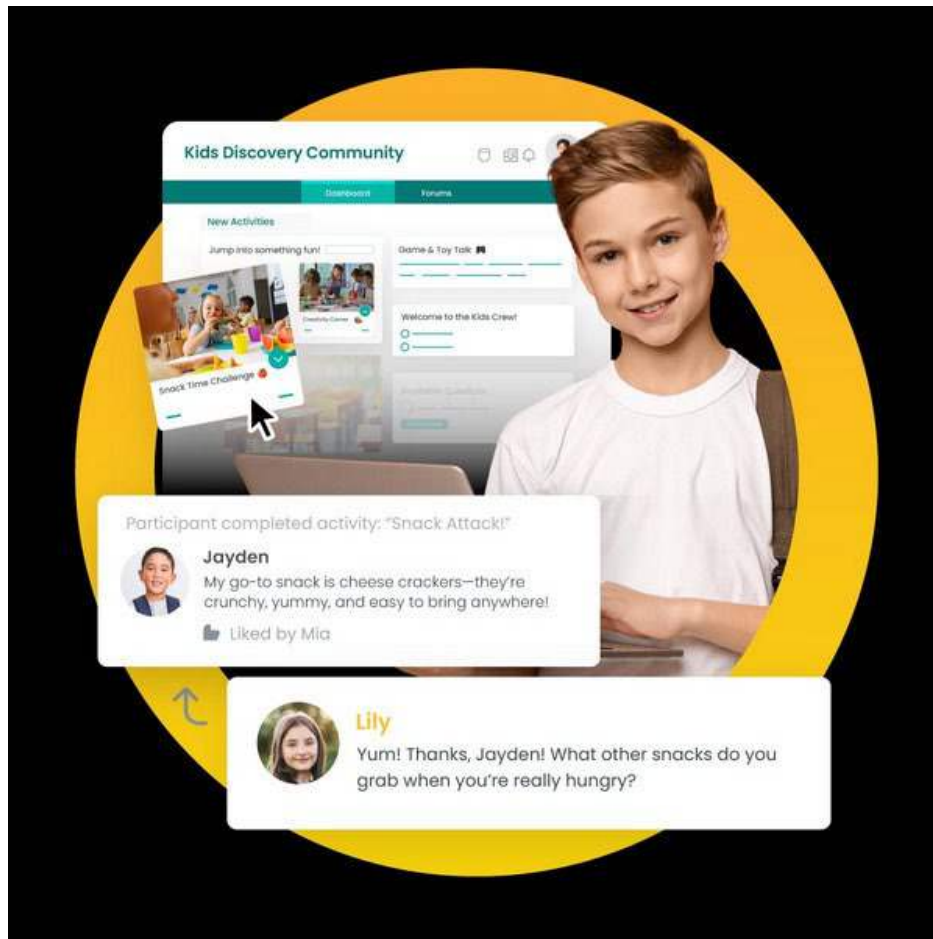 Kids Discovery Community
Dashboard Forums
New Activities
Jump into something fun!
Game & Toy Talk
Creativity Corner
Welcome to the Kids Crew!
Snack Time Challenge
Participant completed activity: “Snack Attack!”
Jayden
My go-to snack is cheese crackers—they’re
crunchy, yummy, and easy to bring anywhere!
Liked by Mia
Lily
Yum! Thanks, Jayden! What other snacks do you
grab when you’re really hungry?